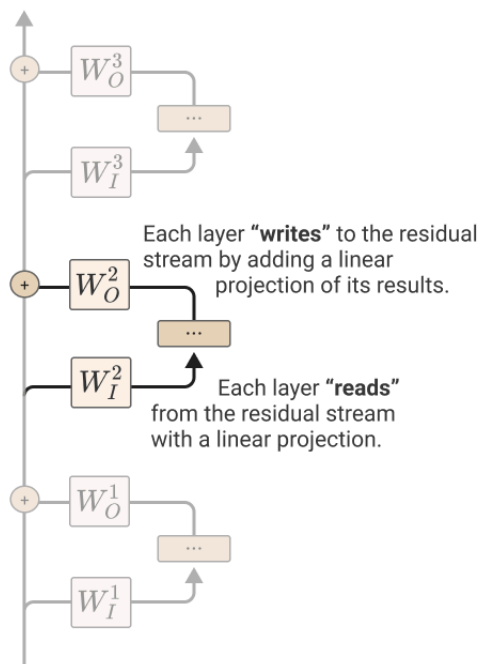 +
W_O^3
...
W_I^3
Each layer “writes” to the residual
stream by adding a linear
projection of its results.
+
W_O^2
...
W_I^2
Each layer “reads”
from the residual stream
with a linear projection.
+
W_O^1
...
W_I^1